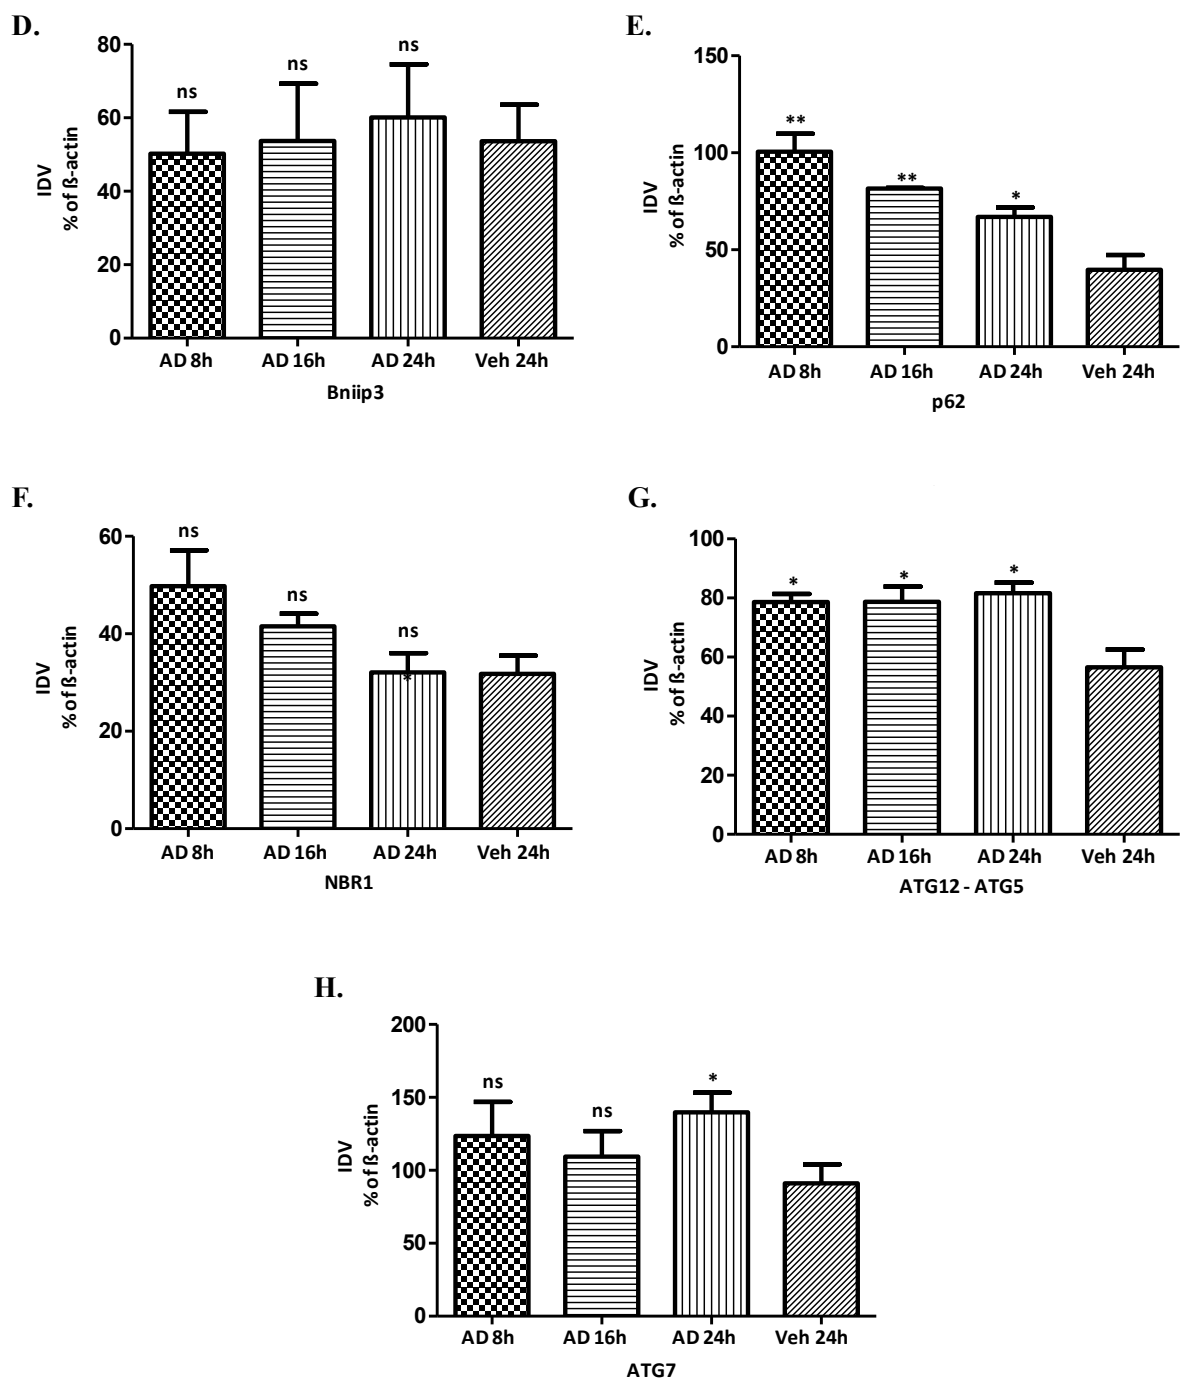 D.
80
60
40
20
0
IDV
% of ß-actin
ns
ns
ns
AD 8h AD 16h AD 24h Veh 24h
Bniip3
E.
150
100
50
0
IDV
% of ß-actin
**
**
*
AD 8h AD 16h AD 24h Veh 24h
p62
F.
60
40
20
0
IDV
% of ß-actin
ns
ns
ns
*
AD 8h AD 16h AD 24h Veh 24h
NBR1
G.
100
80
60
40
20
0
IDV
% of ß-actin
*
*
*
AD 8h AD 16h AD 24h Veh 24h
ATG12 - ATG5
H.
200
150
100
50
0
IDV
% of ß-actin
ns
ns
*
AD 8h AD 16h AD 24h Veh 24h
ATG7